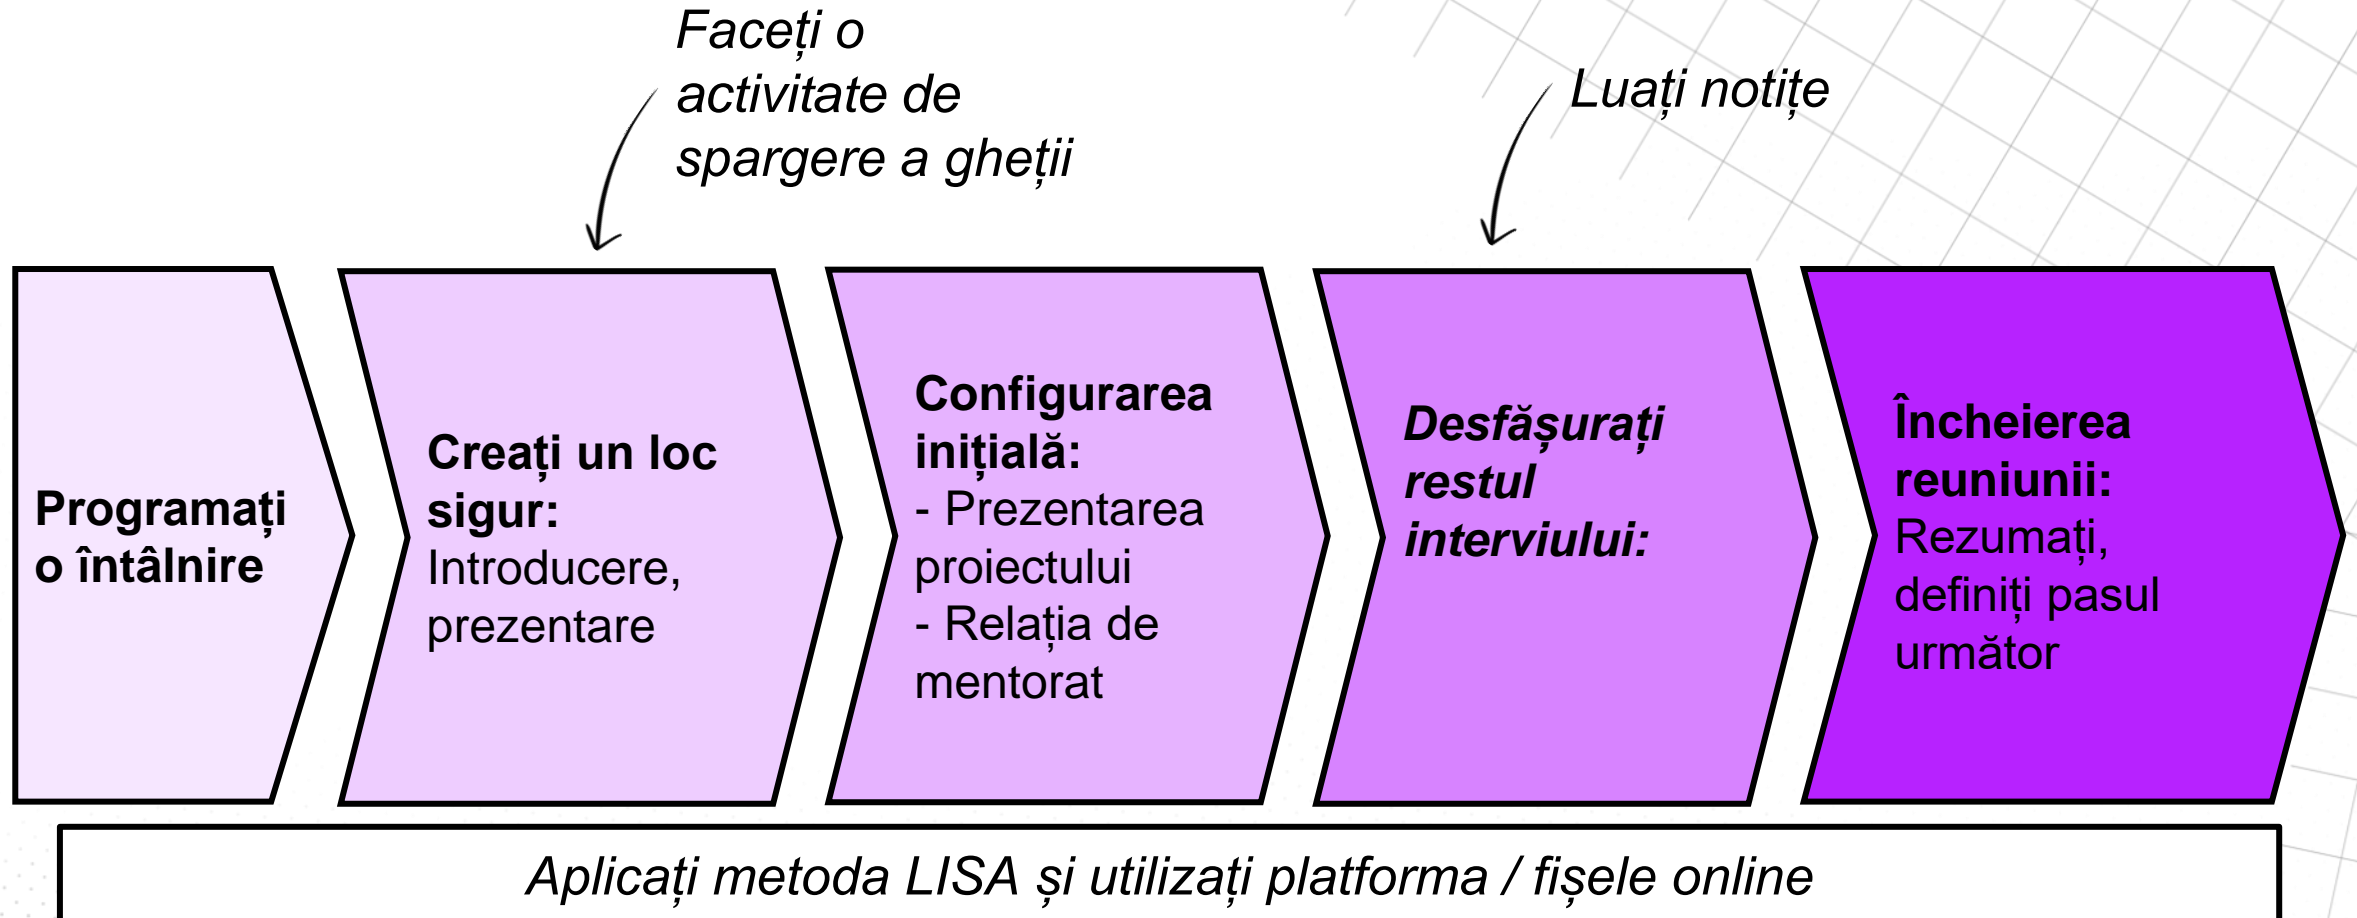 Faceți o
activitate de
spargere a gheții
Luați notițe
Programați
o întâlnire
Creați un loc
sigur:
Introducere,
prezentare
Configurarea
inițială:
- Prezentarea
proiectului
- Relația de
mentorat
Desfășurați
restul
interviului:
Încheierea
reuniunii:
Rezumați,
definiți pasul
următor
Aplicați metoda LISA și utilizați platforma / fișele online